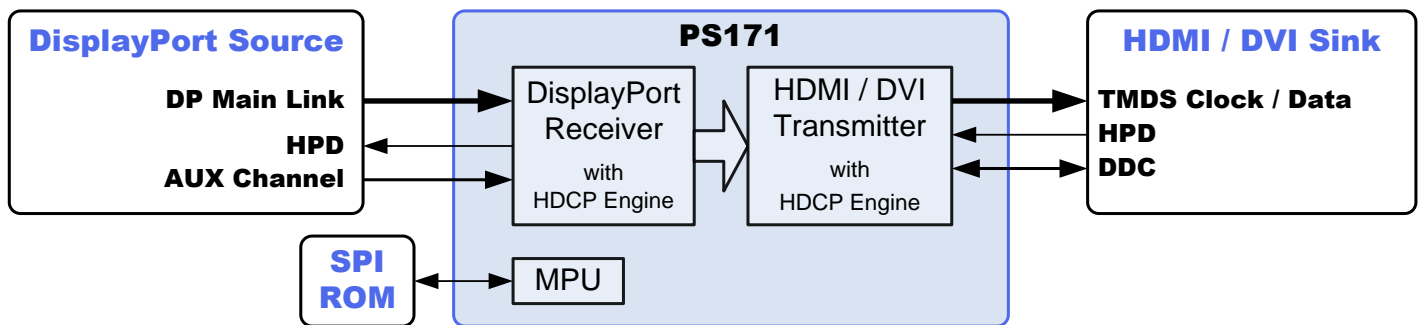 DisplayPort Source
DP Main Link
HPD
AUX Channel
SPI
ROM
PS171
DisplayPort
Receiver
with
HDCP Engine
HDMI / DVI
Transmitter
with
HDCP Engine
MPU
HDMI / DVI Sink
TMDS Clock / Data
HPD
DDC